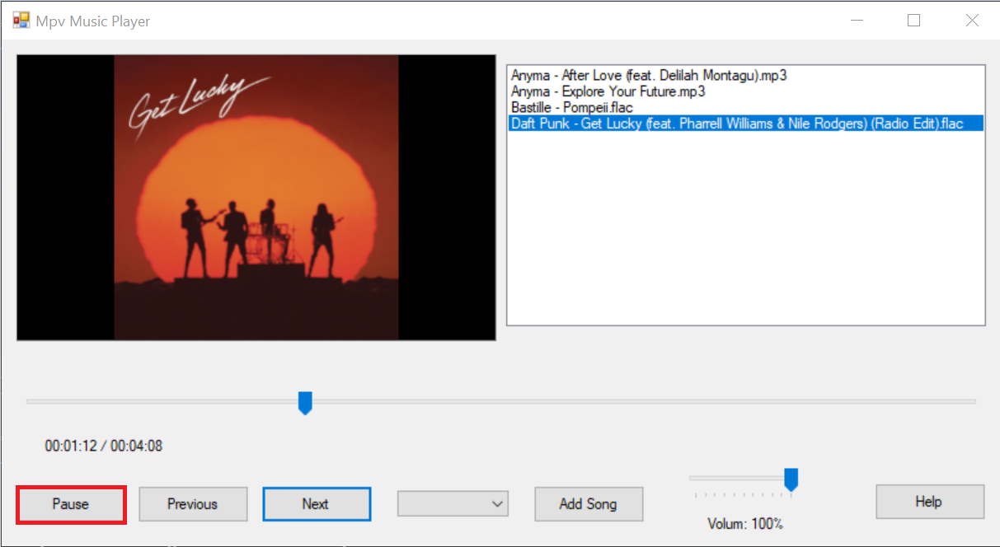 Mpv Music Player
Get Lucky
Anyma - After Love (feat. Delilah Montagu).mp3
Anyma - Explore Your Future.mp3
Bastille - Pompeii.flac
Daft Punk - Get Lucky (feat. Pharrell Williams & Nile Rodgers) (Radio Edit).flac
00:01:12 / 00:04:08
Pause
Previous
Next
Add Song
Volum: 100%
Help